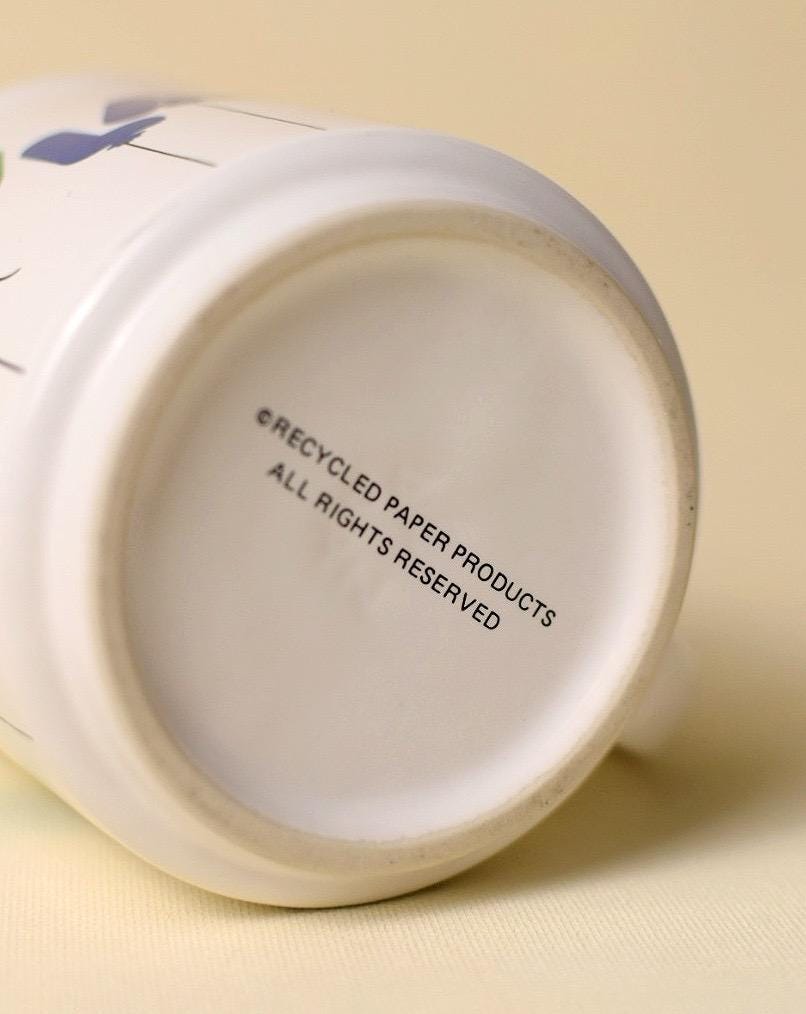 ©RECYCLED PAPER PRODUCTS
ALL RIGHTS RESERVED